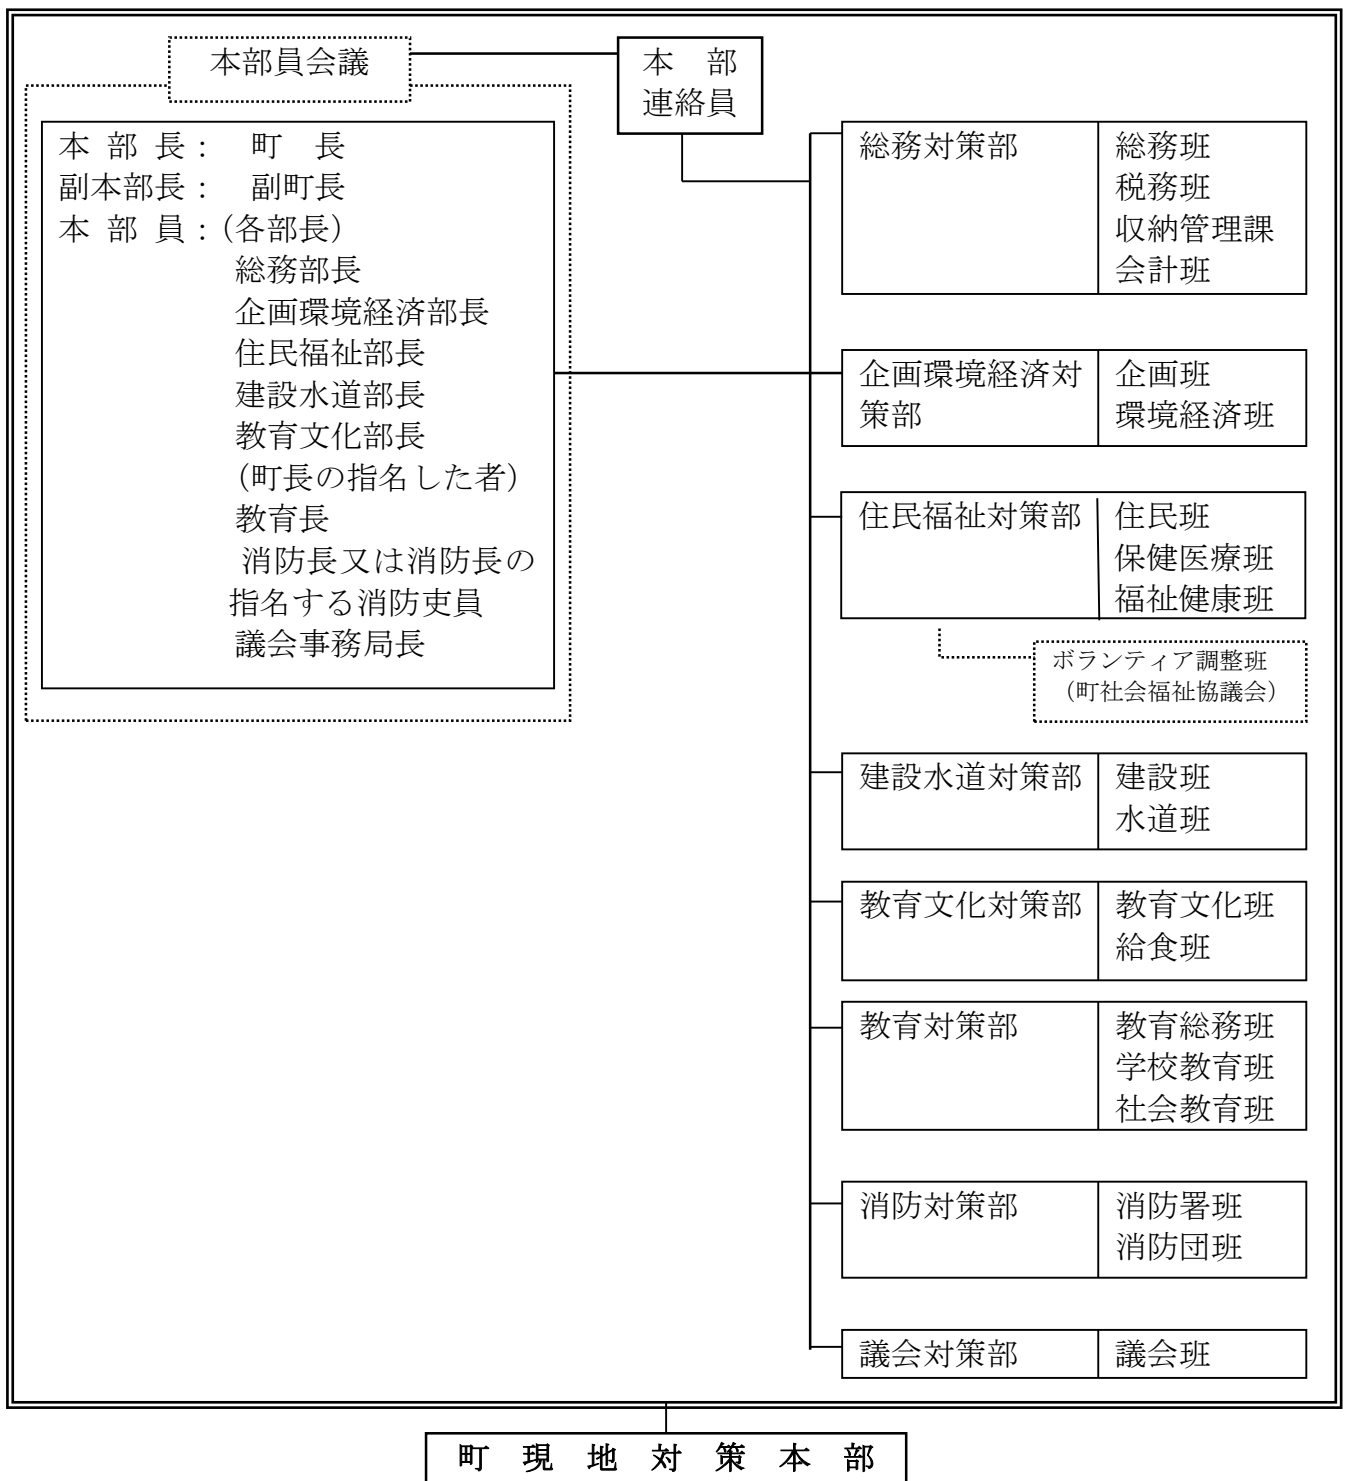 本部員会議
本　部
連絡員
本 部 長：　町　長
副本部長：　副町長
本 部 員：（各部長）
総務部長
企画環境経済部長
住民福祉部長
建設水道部長
教育文化部長
（町長の指名した者）
教育長
消防長又は消防長の
指名する消防吏員
議会事務局長
総務対策部
総務班
税務班
収納管理課
会計班
企画環境経済対
策部
企画班
環境経済班
住民福祉対策部
住民班
保健医療班
福祉健康班
ボランティア調整班
（町社会福祉協議会）
建設水道対策部
建設班
水道班
教育文化対策部
教育文化班
給食班
教育対策部
教育総務班
学校教育班
社会教育班
消防対策部
消防署班
消防団班
議会対策部
議会班
町　現　地　対　策　本　部